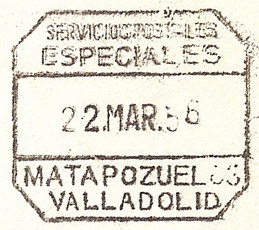 SERVICIOS POSTALES
ESPECIALES
22.MAR.56
MATAPOZUELOS
VALLADOLID